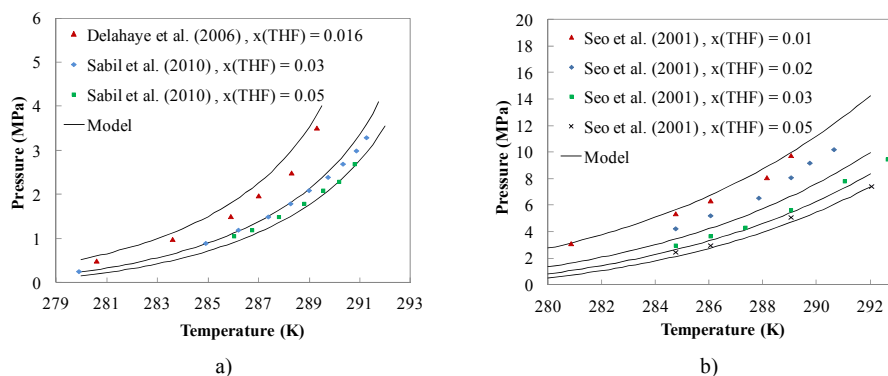 6
5
4
3
2
1
0
Pressure (MPa)
Delahaye et al. (2006) , x(THF) = 0.016
Sabil et al. (2010) , x(THF) = 0.03
Sabil et al. (2010) , x(THF) = 0.05
Model
279 281 283 285 287 289 291 293
Temperature (K)
a)
20
18
16
14
12
10
8
6
4
2
0
Pressure (MPa)
Seo et al. (2001) , x(THF) = 0.01
Seo et al. (2001) , x(THF) = 0.02
Seo et al. (2001) , x(THF) = 0.03
Seo et al. (2001) , x(THF) = 0.05
Model
280 282 284 286 288 290 292
Temperature (K)
b)